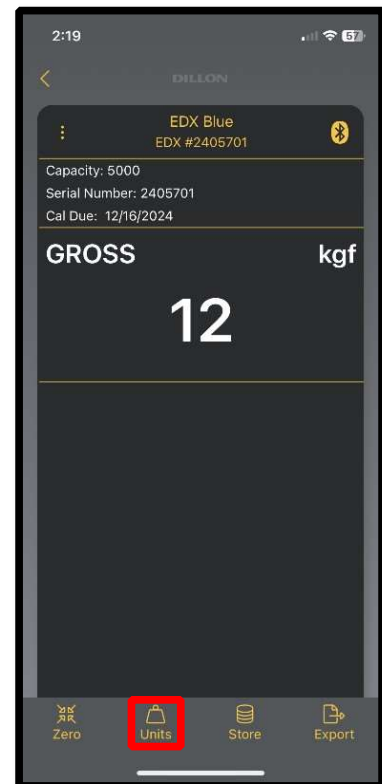 2:19
57
DILLON
EDX Blue
EDX #2405701
Capacity: 5000
Serial Number: 2405701
Cal Due: 12/16/2024
GROSS kgf
12
Zero Units Store Export